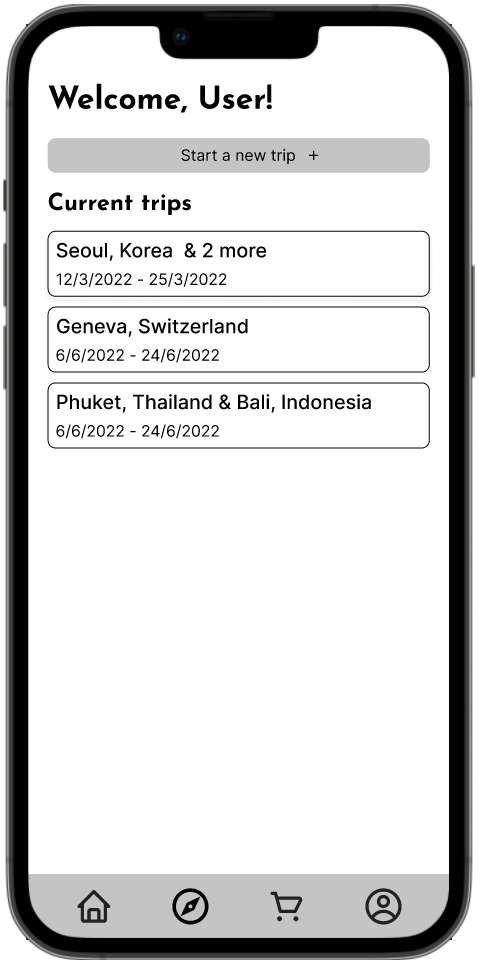 Welcome, User!
Start a new trip +
Current trips
Seoul, Korea & 2 more
12/3/2022 - 25/3/2022
Geneva, Switzerland
6/6/2022 - 24/6/2022
Phuket, Thailand & Bali, Indonesia
6/6/2022 - 24/6/2022